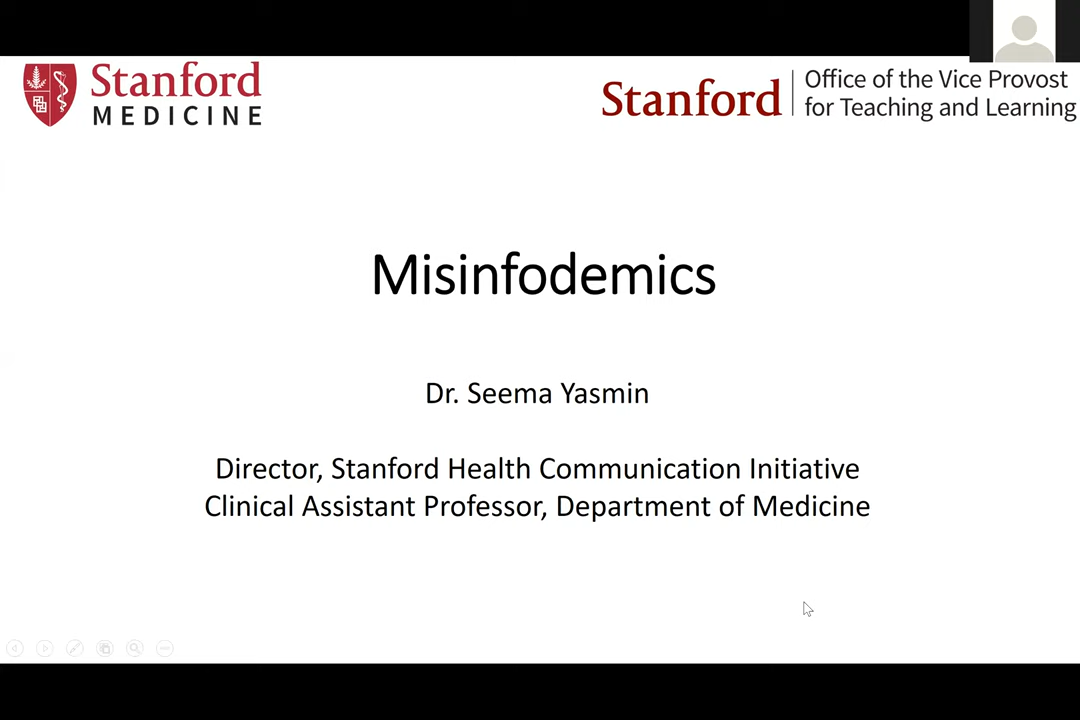 Stanford
MEDICINE
Stanford
Office of the Vice Provost
for Teaching and Learning
Misinfodemics
Dr. Seema Yasmin
Director, Stanford Health Communication Initiative
Clinical Assistant Professor, Department of Medicine